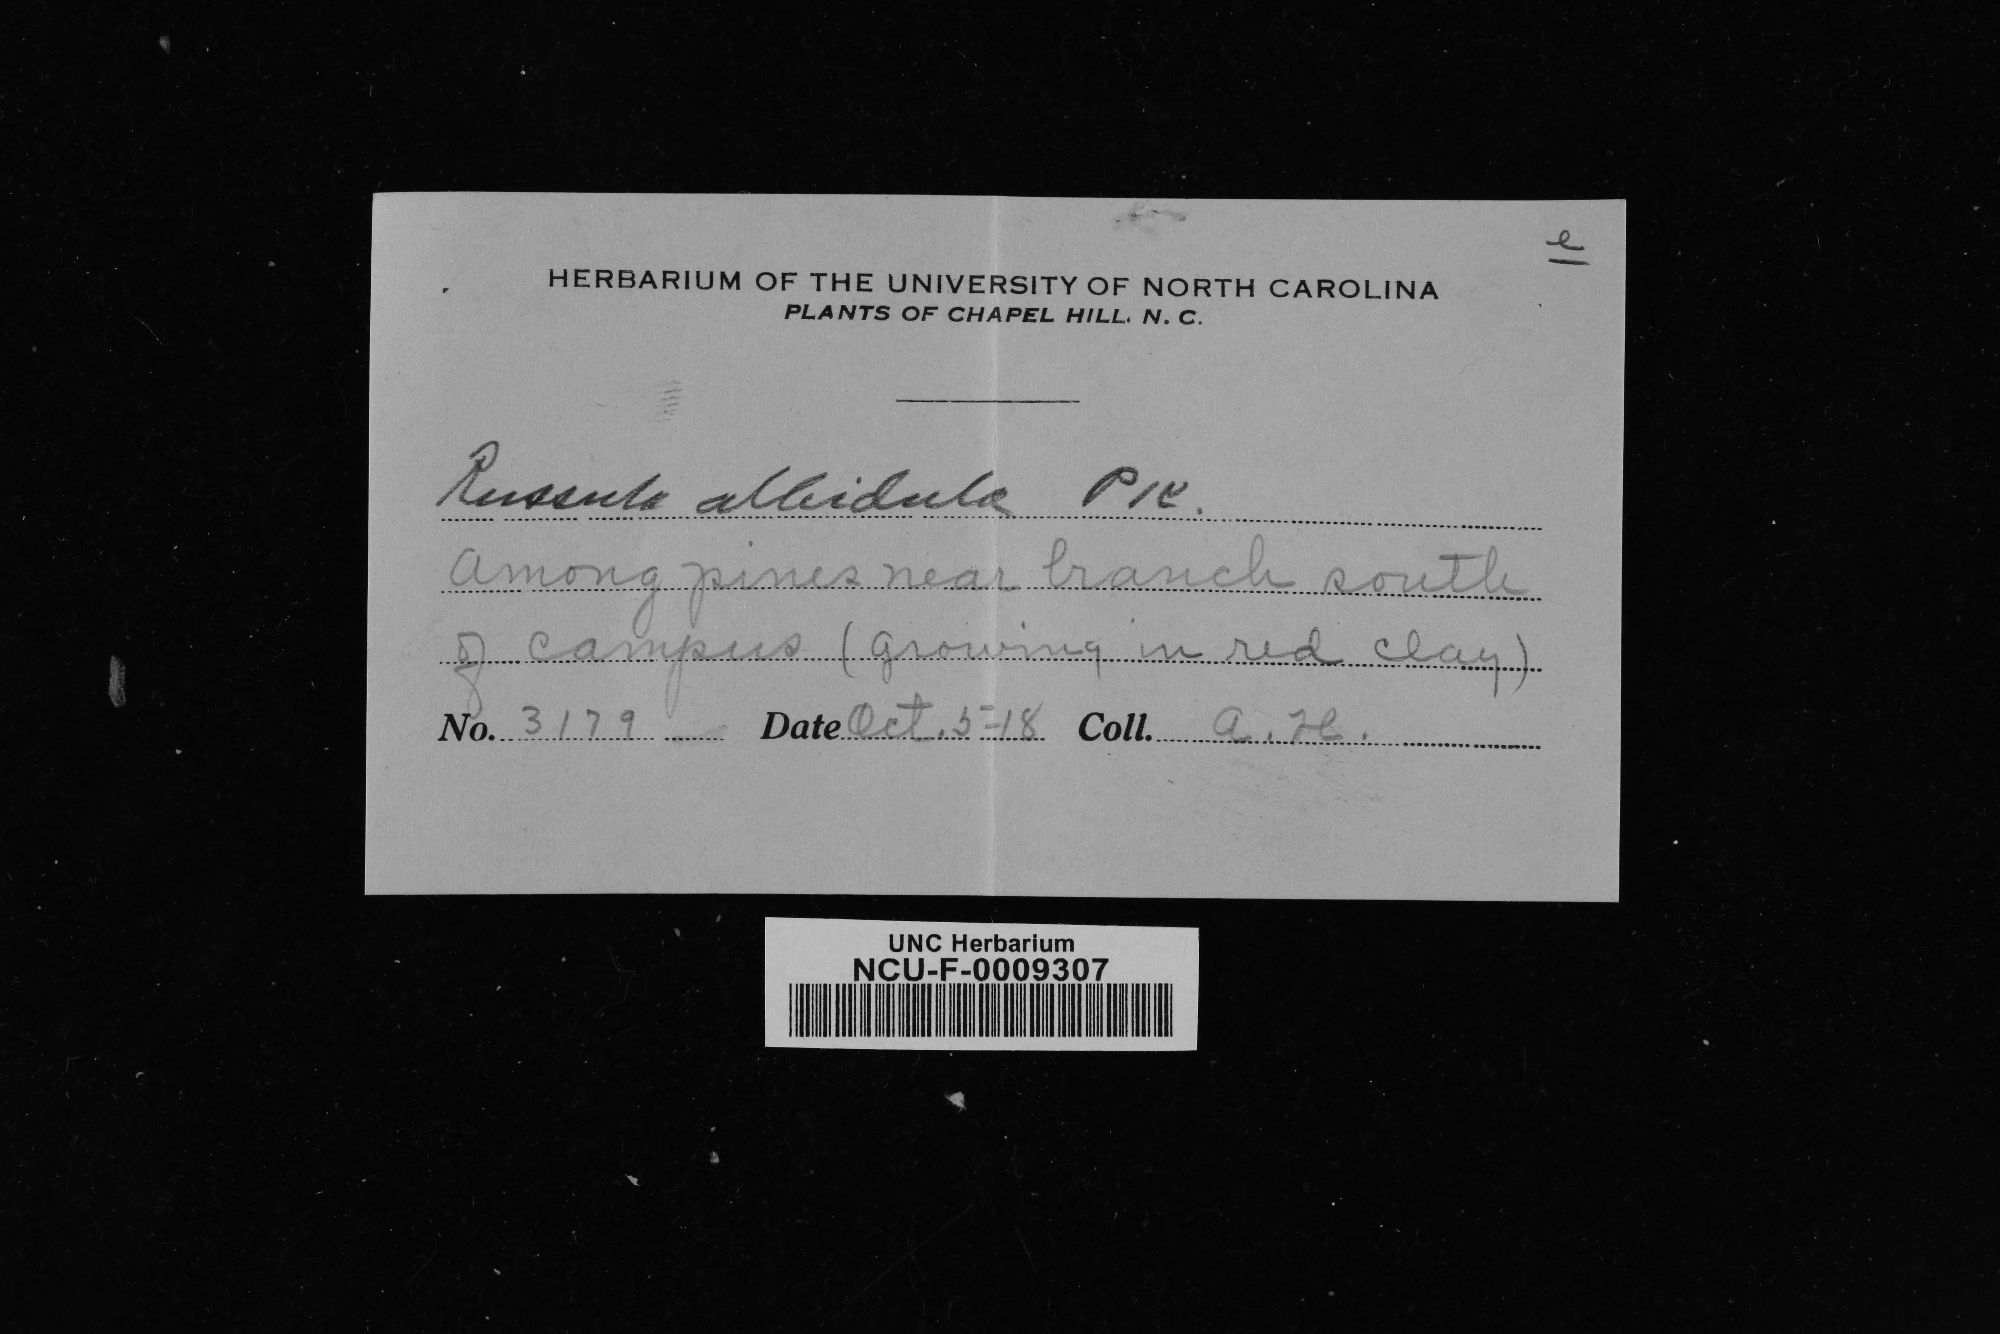 e
HERBARIUM OF THE UNIVERSITY OF NORTH CAROLINA
PLANTS OF CHAPEL HILL. N. C.
Russula albidula Pk.
Among pines near branch south
of campus (growing in red clay)
No. 3179 Date Oct. 5-18 Coll. A. H.
UNC Herbarium
NCU-F-0009307